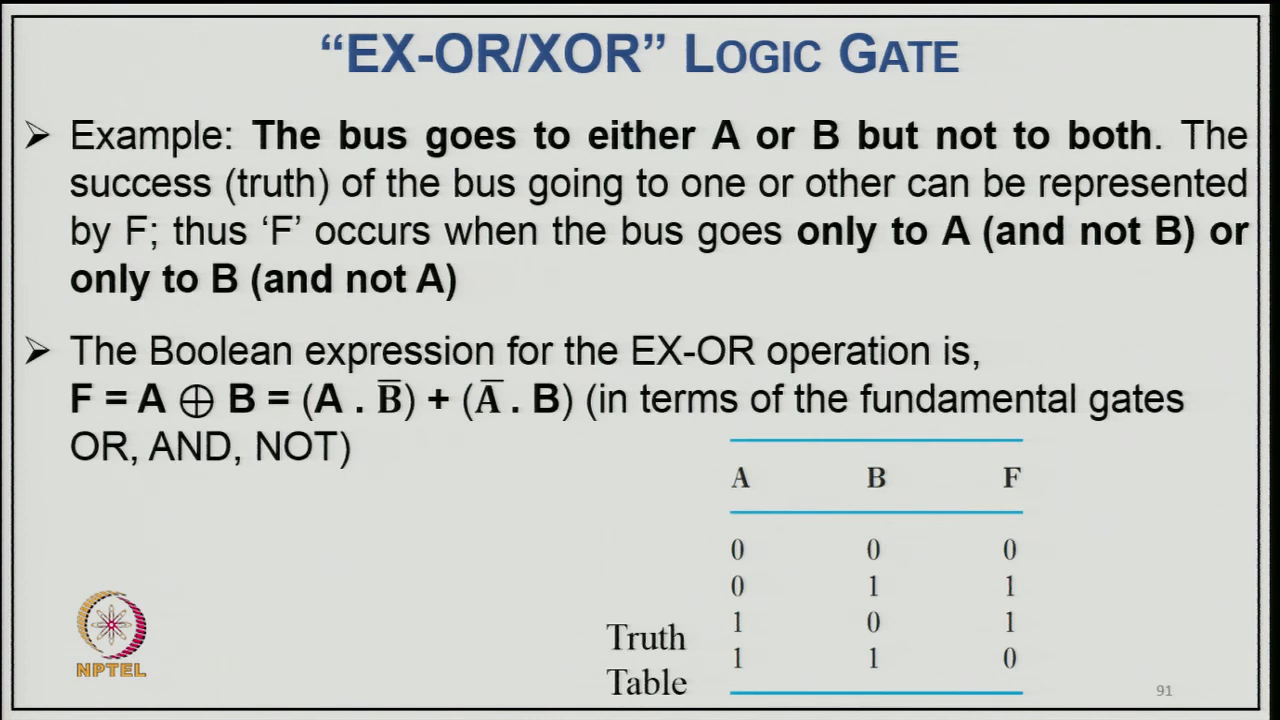 “EX-OR/XOR” LOGIC GATE
➢ Example: The bus goes to either A or B but not to both. The
success (truth) of the bus going to one or other can be represented
by F; thus ‘F’ occurs when the bus goes only to A (and not B) or
only to B (and not A)
➢ The Boolean expression for the EX-OR operation is,
F = A ⊕ B = (A . B̅) + (A̅ . B) (in terms of the fundamental gates
OR, AND, NOT)
A B F
0 0 0
0 1 1
1 0 1
1 1 0
Truth
Table
NPTEL
91